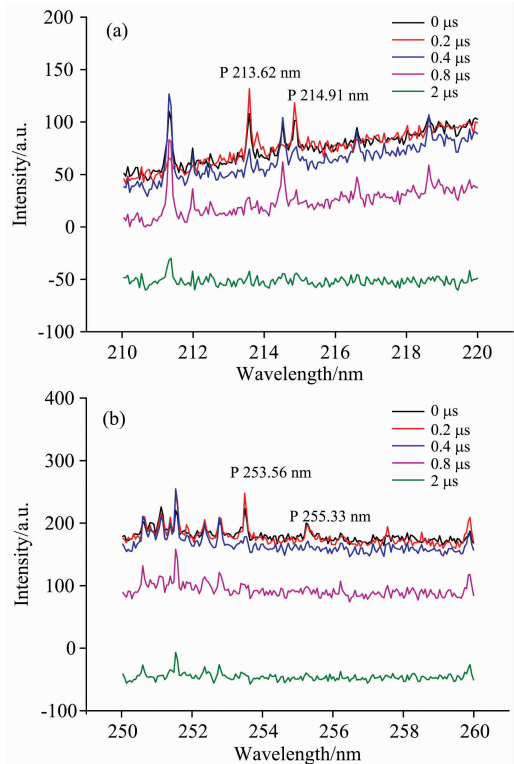 (a)
0 μs
0.2 μs
0.4 μs
0.8 μs
2 μs
P 213.62 nm
P 214.91 nm
200
150
100
50
0
-50
-100
Intensity/a.u.
210 212 214 216 218 220
Wavelength/nm
(b)
0 μs
0.2 μs
0.4 μs
0.8 μs
2 μs
P 253.56 nm
P 255.33 nm
400
300
200
100
0
-100
Intensity/a.u.
250 252 254 256 258 260
Wavelength/nm